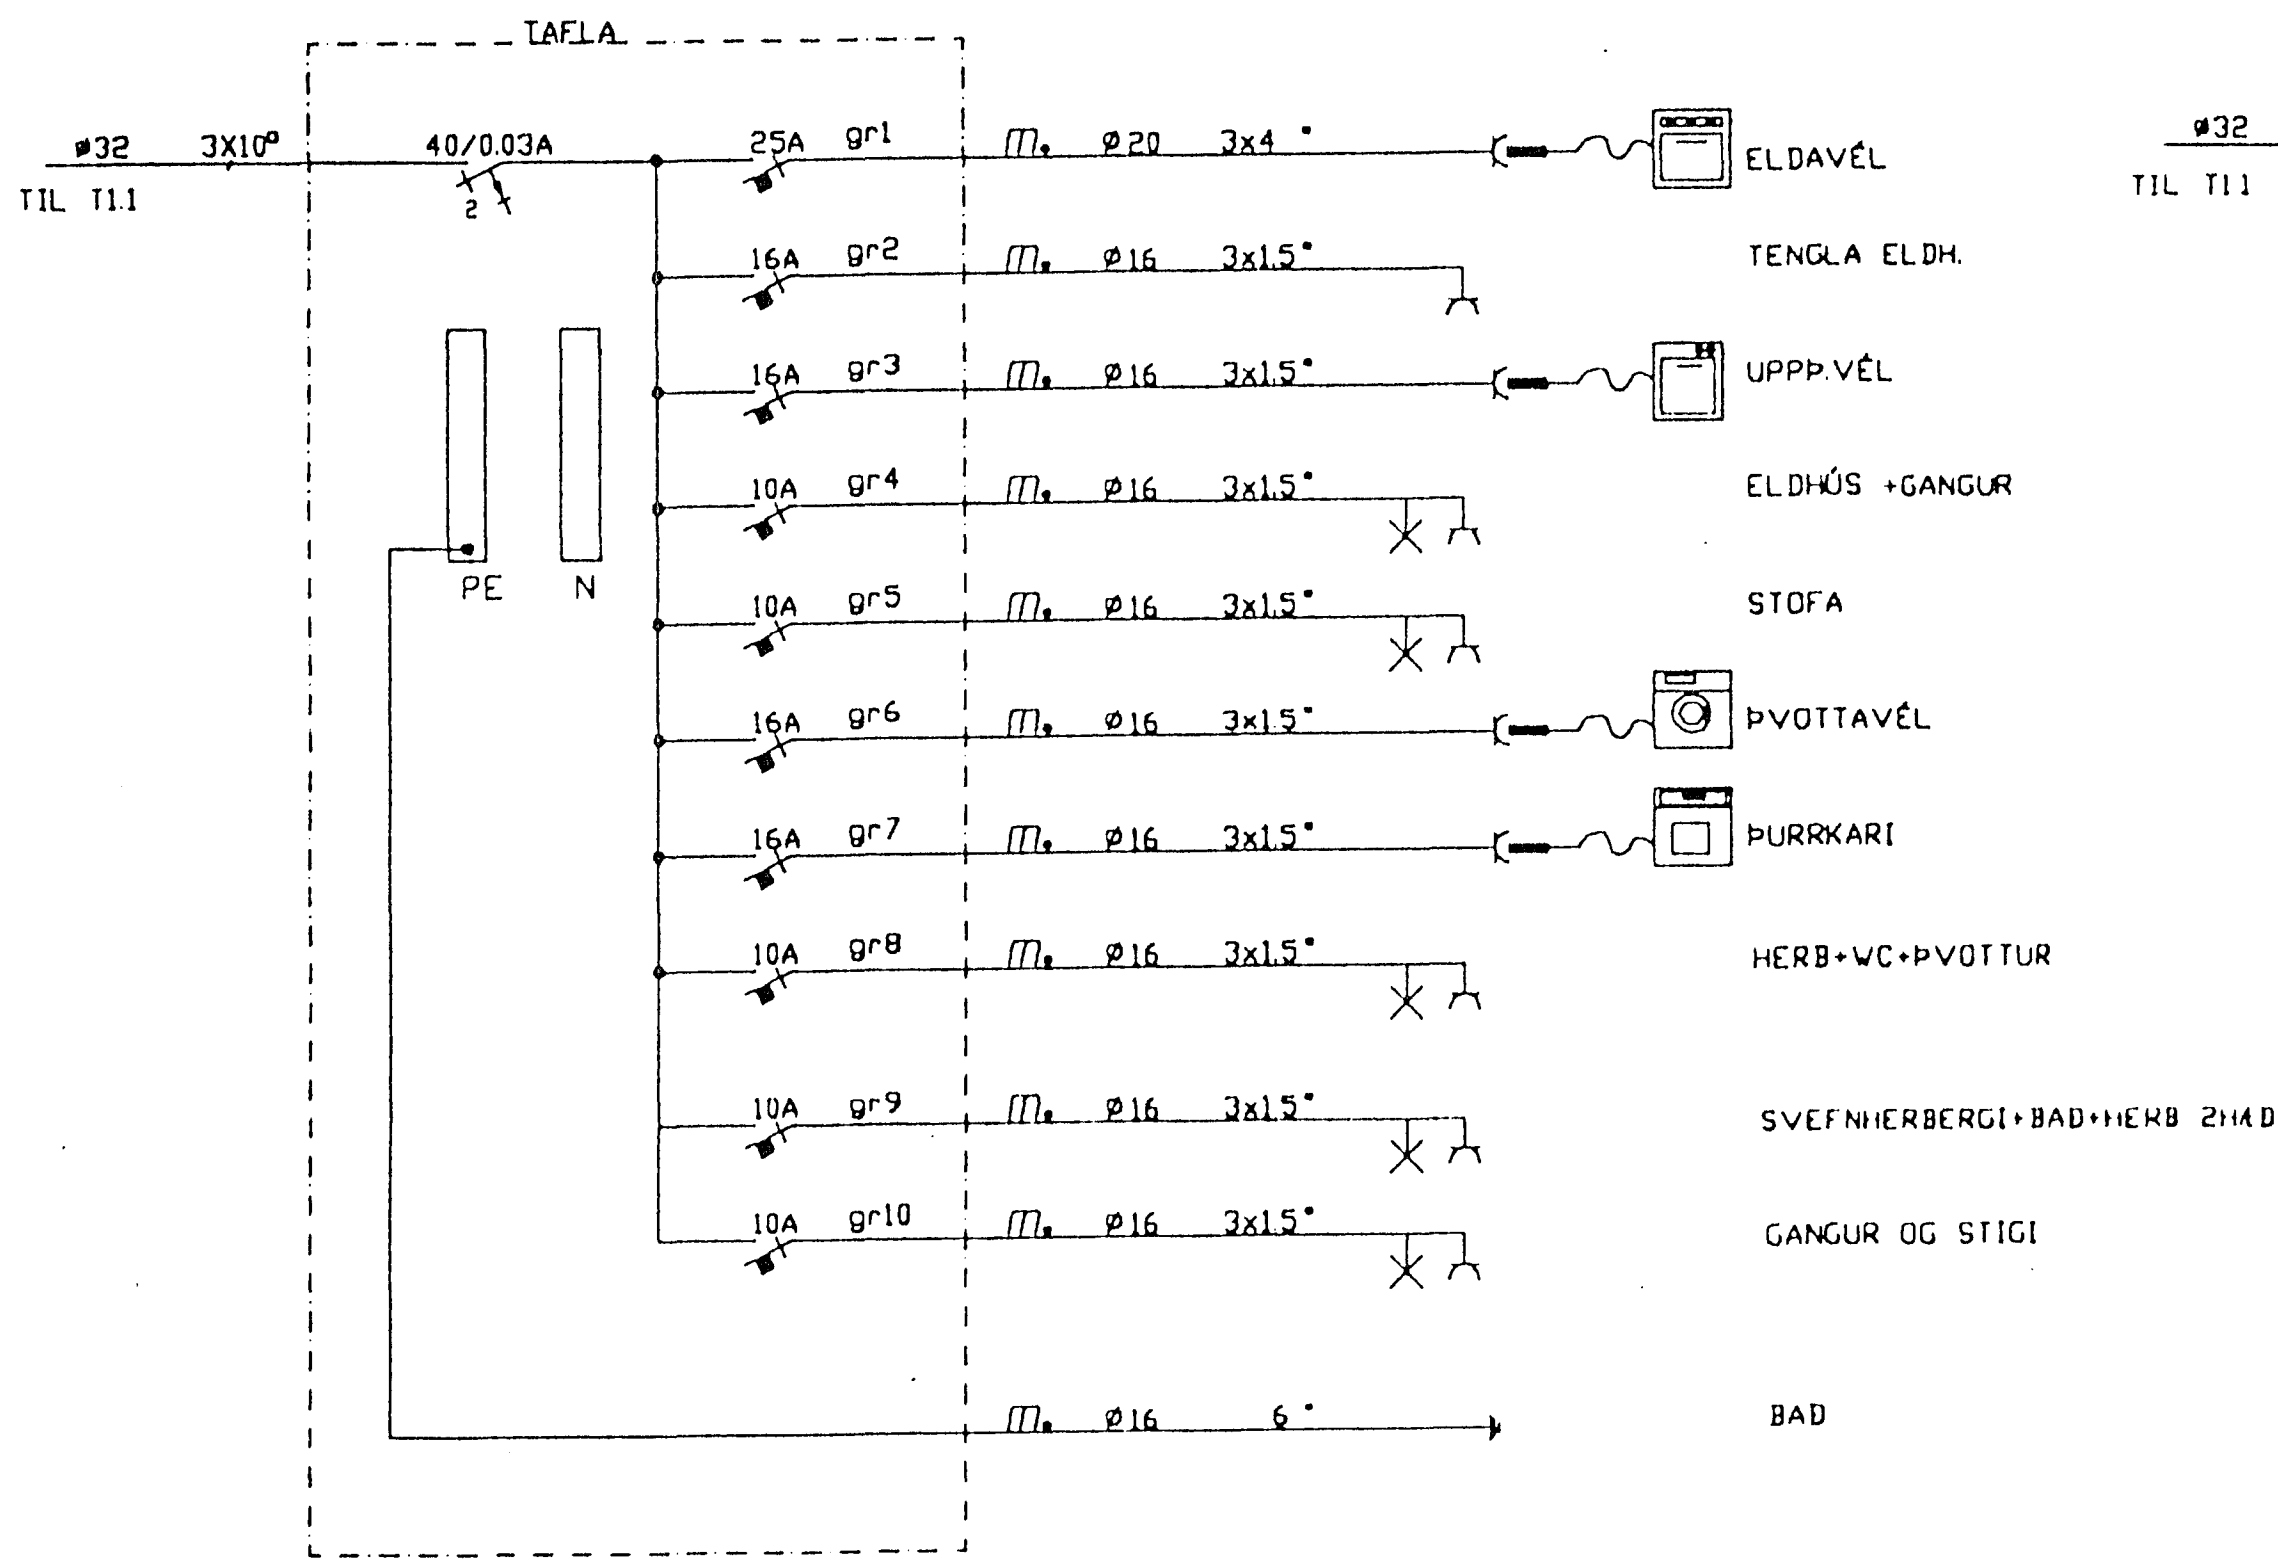 TAFLA
ø32 3X10▫ 40/0.03A 25A gr1 m. ø20 3x4 ▪ ELDAVÉL ø32
TIL T1.1 2 TIL T1.1
16A gr2 m. ø16 3x1.5▪ TENGLA ELDH.
16A gr3 m. ø16 3x1.5▪ UPPÞ.VÉL
10A gr4 m. ø16 3x1.5▪ ELDHÚS +GANGUR
PE N
10A gr5 m. ø16 3x1.5▪ STOFA
16A gr6 m. ø16 3x1.5▪ ÞVOTTAVÉL
16A gr7 m. ø16 3x1.5▪ ÞURRKARI
10A gr8 m. ø16 3x1.5▪ HERB+WC+ÞVOTTUR
10A gr9 m. ø16 3x1.5▪ SVEFNHERBERGI+BAD+HERB 2HÆD
10A gr10 m. ø16 3x1.5▪ GANGUR OG STIGI
m. ø16 6 ▪ BAD